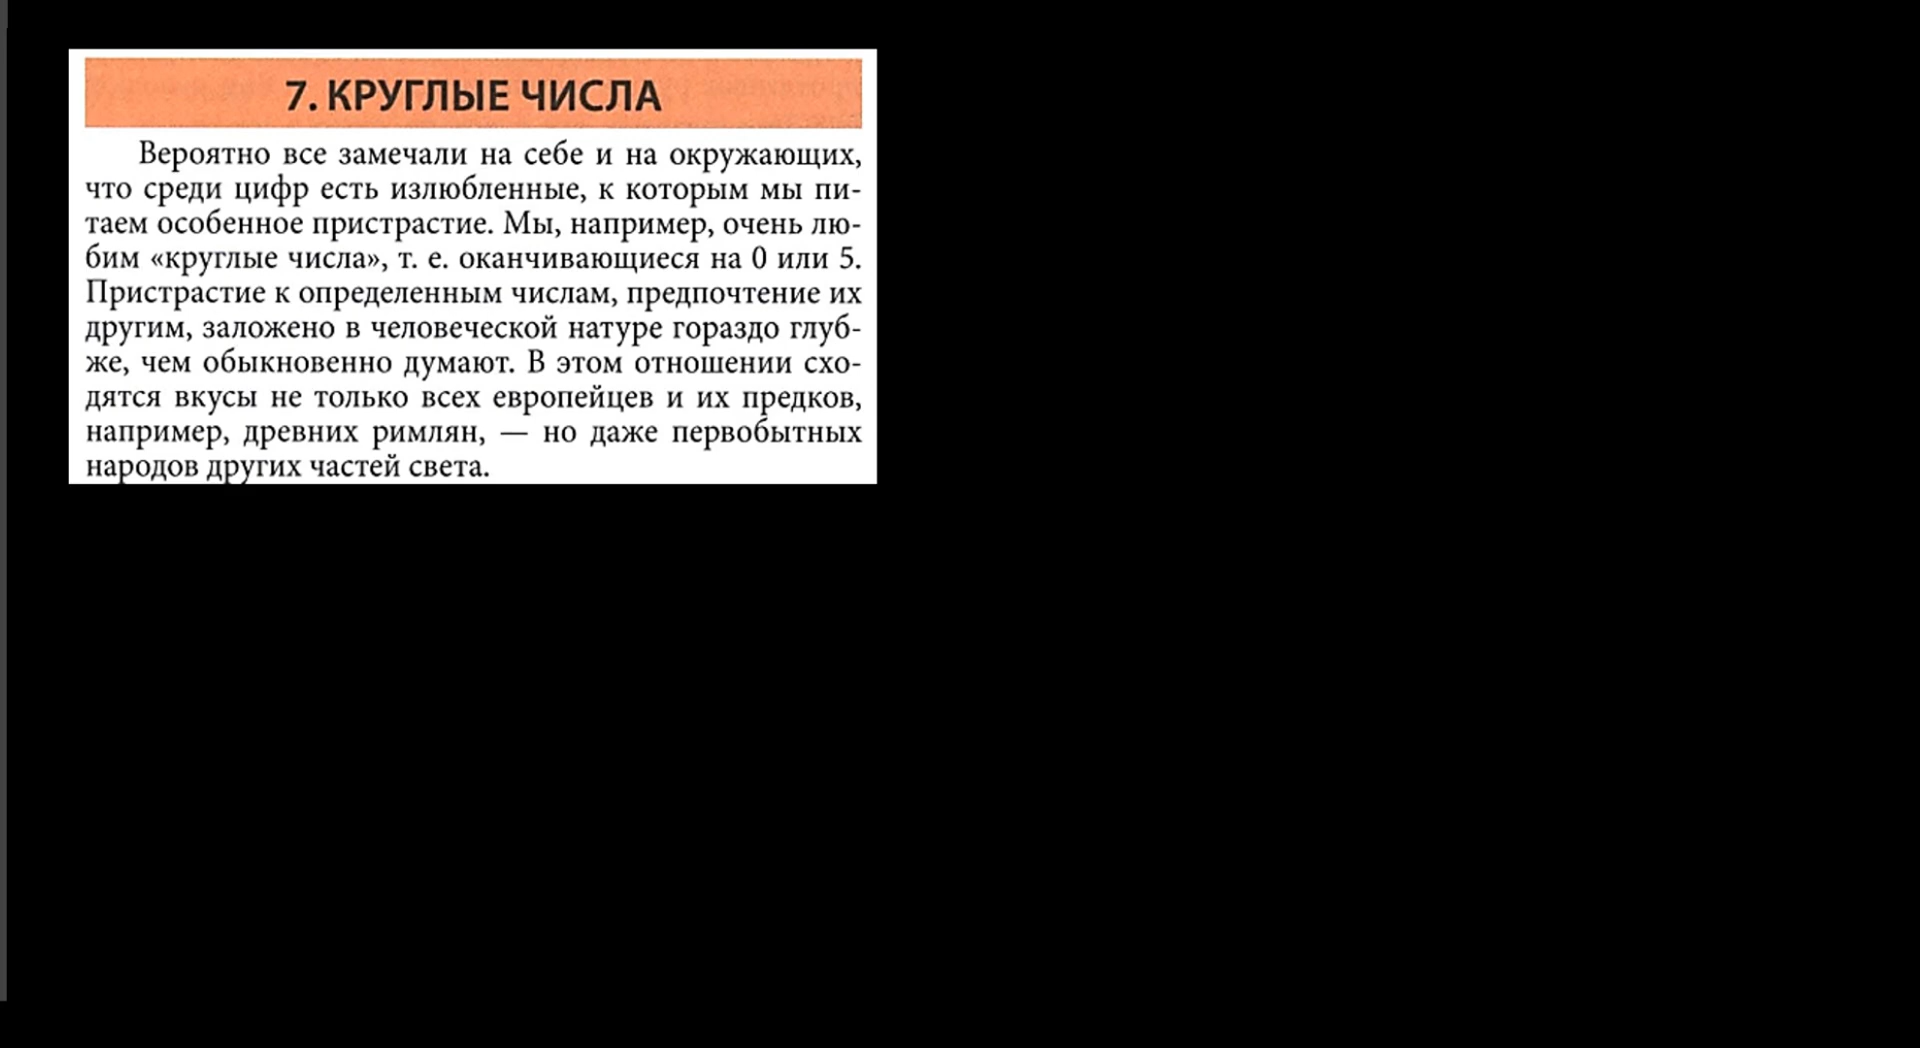 7. КРУГЛЫЕ ЧИСЛА
Вероятно все замечали на себе и на окружающих,
что среди цифр есть излюбленные, к которым мы пи-
таем особенное пристрастие. Мы, например, очень лю-
бим «круглые числа», т. е. оканчивающиеся на 0 или 5.
Пристрастие к определенным числам, предпочтение их
другим, заложено в человеческой натуре гораздо глуб-
же, чем обыкновенно думают. В этом отношении схо-
дятся вкусы не только всех европейцев и их предков,
например, древних римлян, — но даже первобытных
народов других частей света.